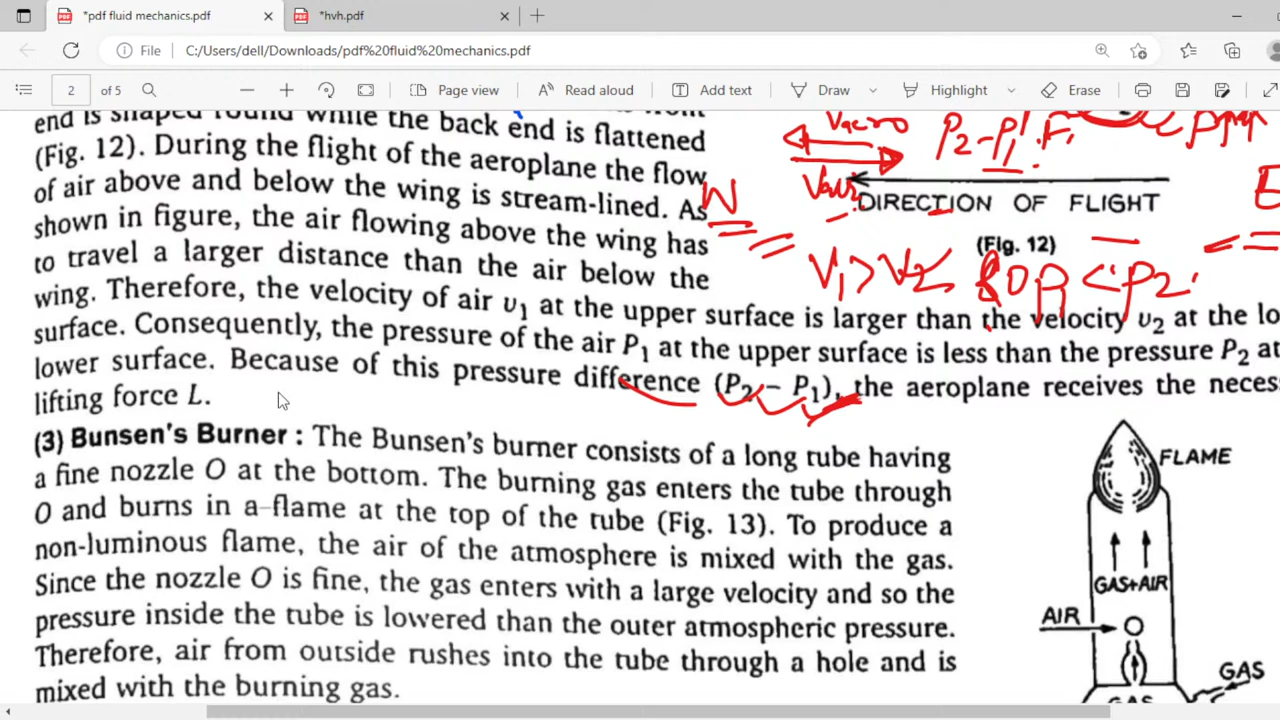 *pdf fluid mechanics.pdf
*hvh.pdf
File
C:/Users/dell/Downloads/pdf%20fluid%20mechanics.pdf
2 of 5
Page view
Read aloud
Add text
Draw
Highlight
Erase
end is shaped round while the back end is flattened
(Fig. 12). During the flight of the aeroplane the flow
of air above and below the wing is stream-lined. As
shown in figure, the air flowing above the wing has
to travel a larger distance than the air below the
wing. Therefore, the velocity of air υ1 at the upper surface is larger than the velocity υ2 at the lo
surface. Consequently, the pressure of the air P1 at the upper surface is less than the pressure P2 at
lower surface. Because of this pressure difference (P2 – P1), the aeroplane receives the neces
lifting force L.
P2-P1
W
DIRECTION OF FLIGHT
(Fig. 12)
V1 > V2
P1 < P2
(3) Bunsen's Burner : The Bunsen's burner consists of a long tube having
a fine nozzle O at the bottom. The burning gas enters the tube through
O and burns in a flame at the top of the tube (Fig. 13). To produce a
non-luminous flame, the air of the atmosphere is mixed with the gas.
Since the nozzle O is fine, the gas enters with a large velocity and so the
pressure inside the tube is lowered than the outer atmospheric pressure.
Therefore, air from outside rushes into the tube through a hole and is
mixed with the burning gas.
FLAME
GAS+AIR
AIR
GAS
GAS